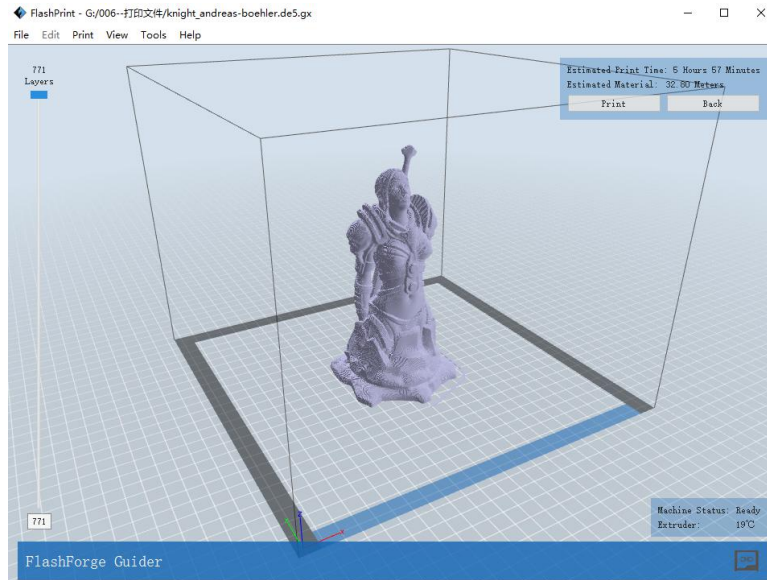 FlashPrint - G:/006--打印文件/knight_andreas-boehler.de5.gx
File Edit Print View Tools Help
771
Layers
Estimated Print Time: 5 Hours 57 Minutes
Estimated Material: 32.80 Meters
Print Back
771
Machine Status: Ready
Extruder: 19℃
FlashForge Guider